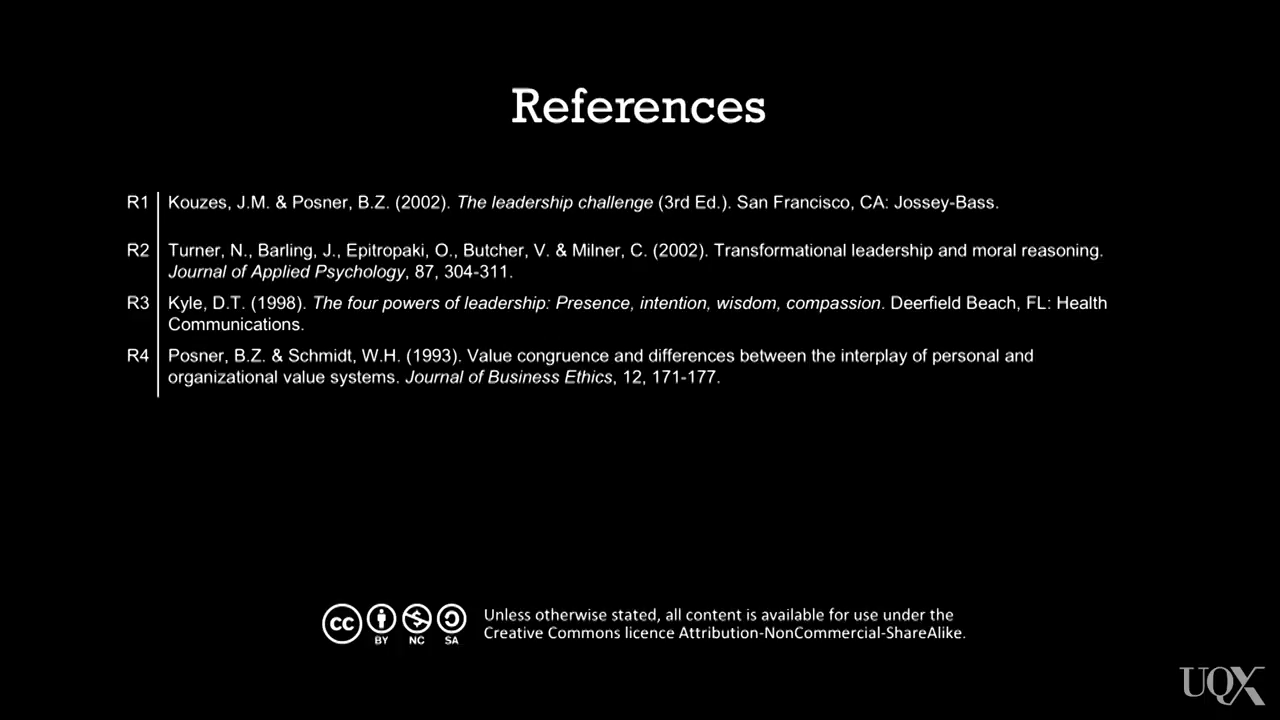 References
R1 Kouzes, J.M. & Posner, B.Z. (2002). The leadership challenge (3rd Ed.). San Francisco, CA: Jossey-Bass.
R2 Turner, N., Barling, J., Epitropaki, O., Butcher, V. & Milner, C. (2002). Transformational leadership and moral reasoning.
Journal of Applied Psychology, 87, 304-311.
R3 Kyle, D.T. (1998). The four powers of leadership: Presence, intention, wisdom, compassion. Deerfield Beach, FL: Health
Communications.
R4 Posner, B.Z. & Schmidt, W.H. (1993). Value congruence and differences between the interplay of personal and
organizational value systems. Journal of Business Ethics, 12, 171-177.
cc BY NC SA
Unless otherwise stated, all content is available for use under the
Creative Commons licence Attribution-NonCommercial-ShareAlike.
UQX